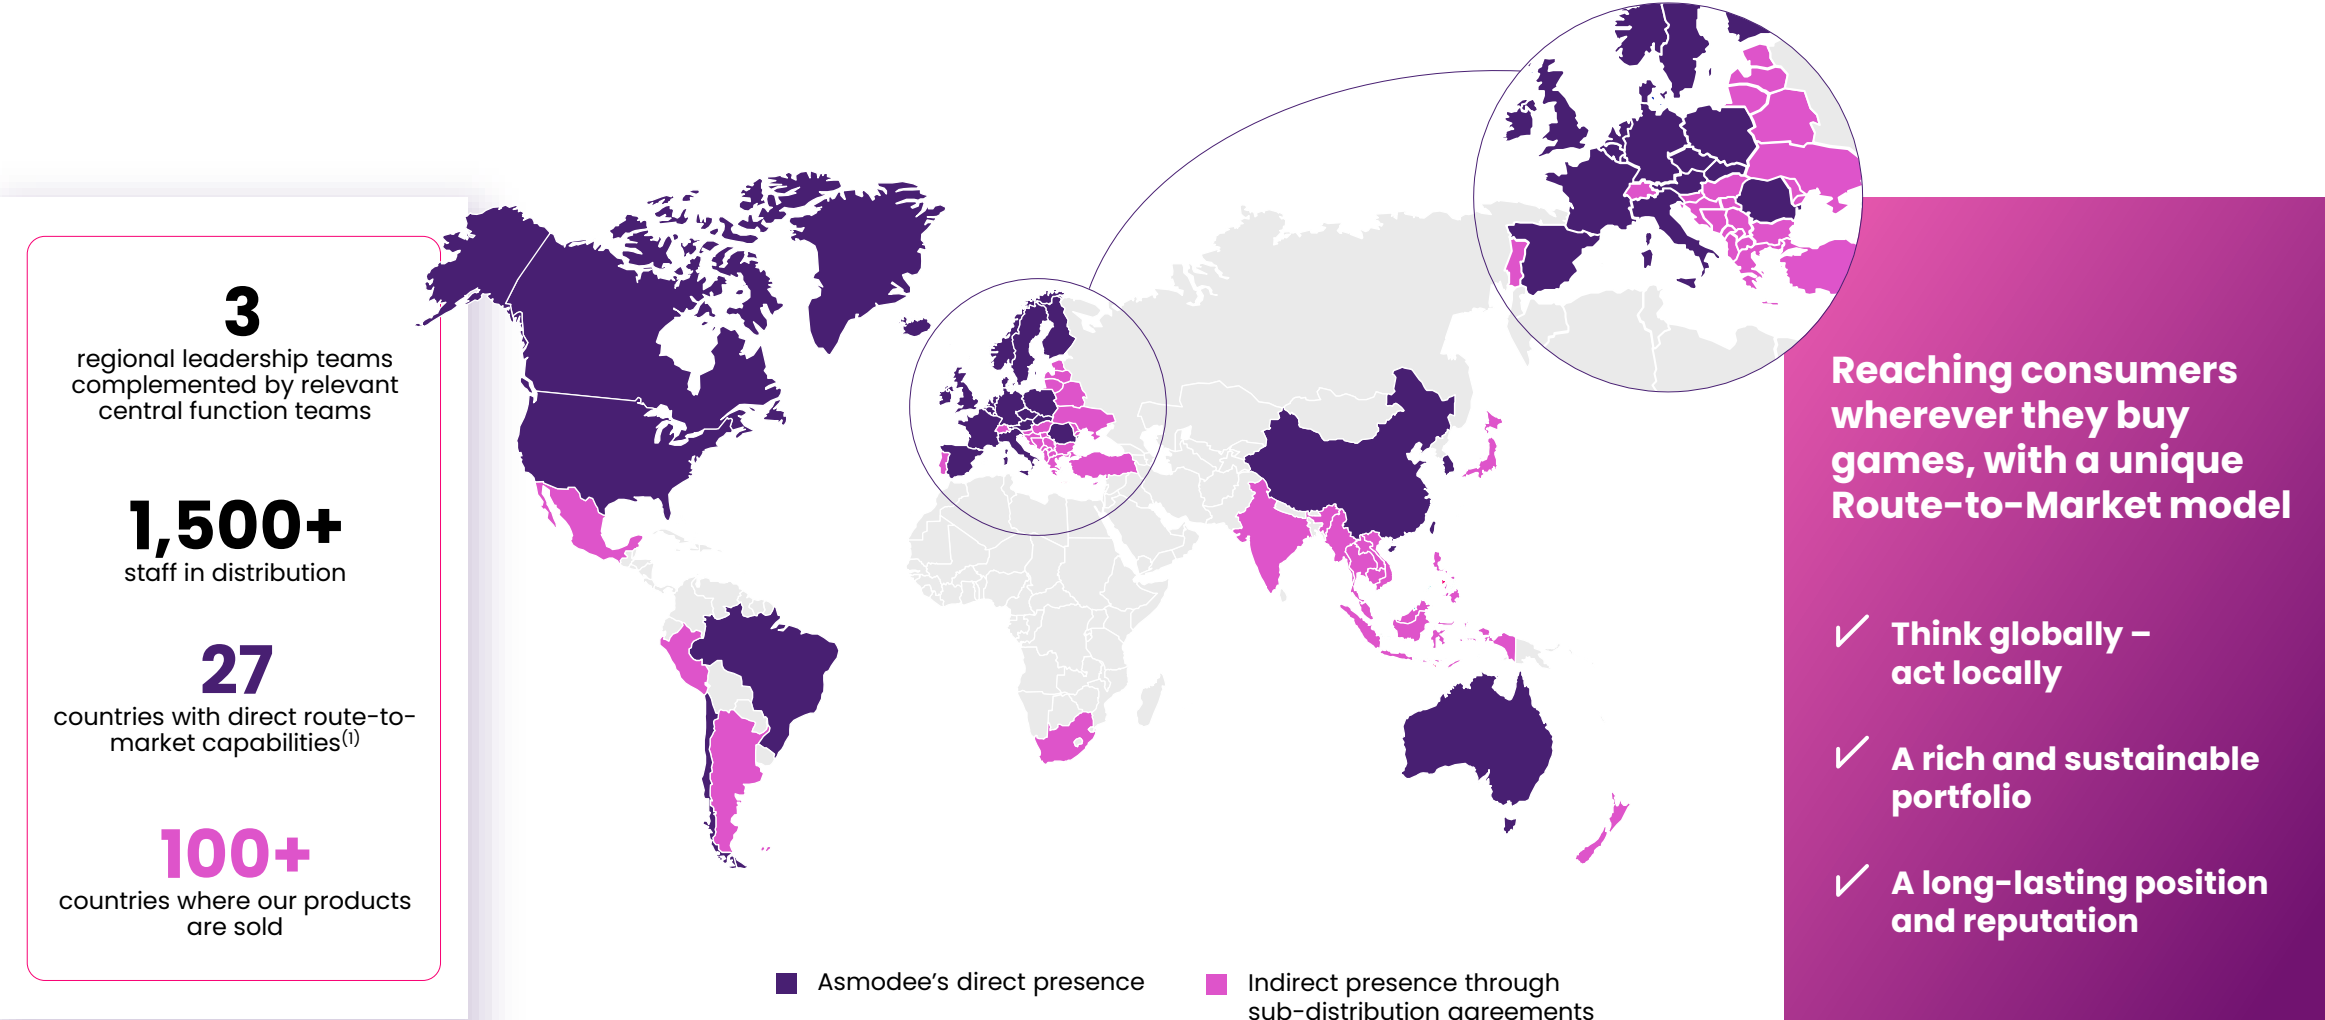 3
regional leadership teams
complemented by relevant
central function teams
1,500+
staff in distribution
27
countries with direct route-to-
market capabilities(1)
100+
countries where our products
are sold
Asmodee’s direct presence
Indirect presence through
sub-distribution agreements
Reaching consumers
wherever they buy
games, with a unique
Route-to-Market model
Think globally –
act locally
A rich and sustainable
portfolio
A long-lasting position
and reputation